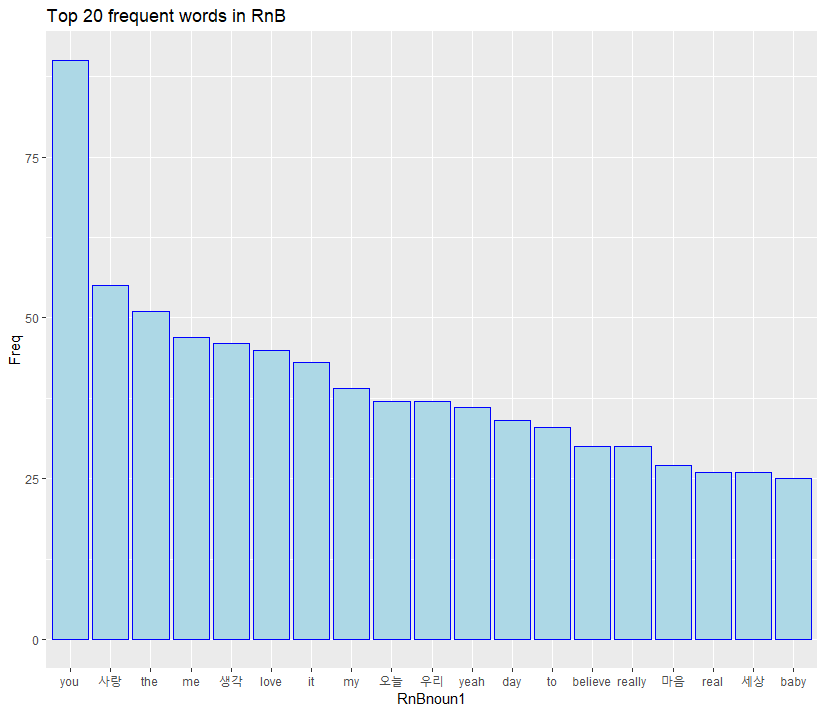 Top 20 frequent words in RnB
75
50
25
0
Freq
you 사랑 the me 생각 love it my 오늘 우리 yeah day to believe really 마음 real 세상 baby
RnBnoun1